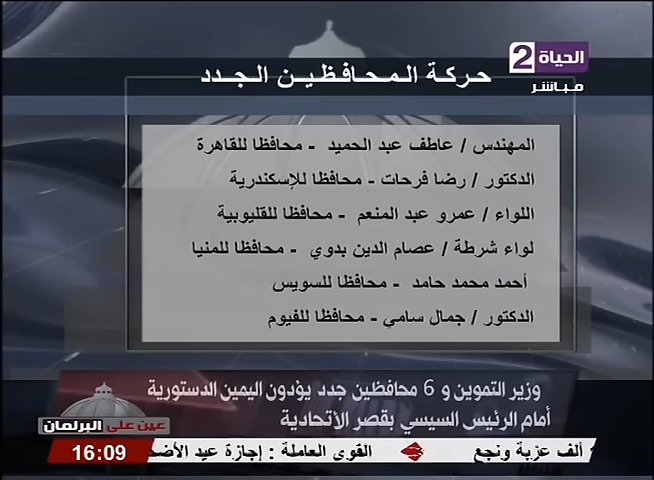 الحياة 2
مباشر
حركة المحافظين الجدد
المهندس / عاطف عبد الحميد - محافظا للقاهرة
الدكتور / رضا فرحات - محافظا للإسكندرية
اللواء / عمرو عبد المنعم - محافظا للقليوبية
لواء شرطة / عصام الدين بدوي - محافظا للمنيا
أحمد محمد حامد - محافظا للسويس
الدكتور / جمال سامي - محافظا للفيوم
وزير التموين و 6 محافظين جدد يؤدون اليمين الدستورية
أمام الرئيس السيسي بقصر الأتحادية
عين على البرلمان
ألف عزبة ونجع القوى العاملة : إجازة عيد الأضح
16:09